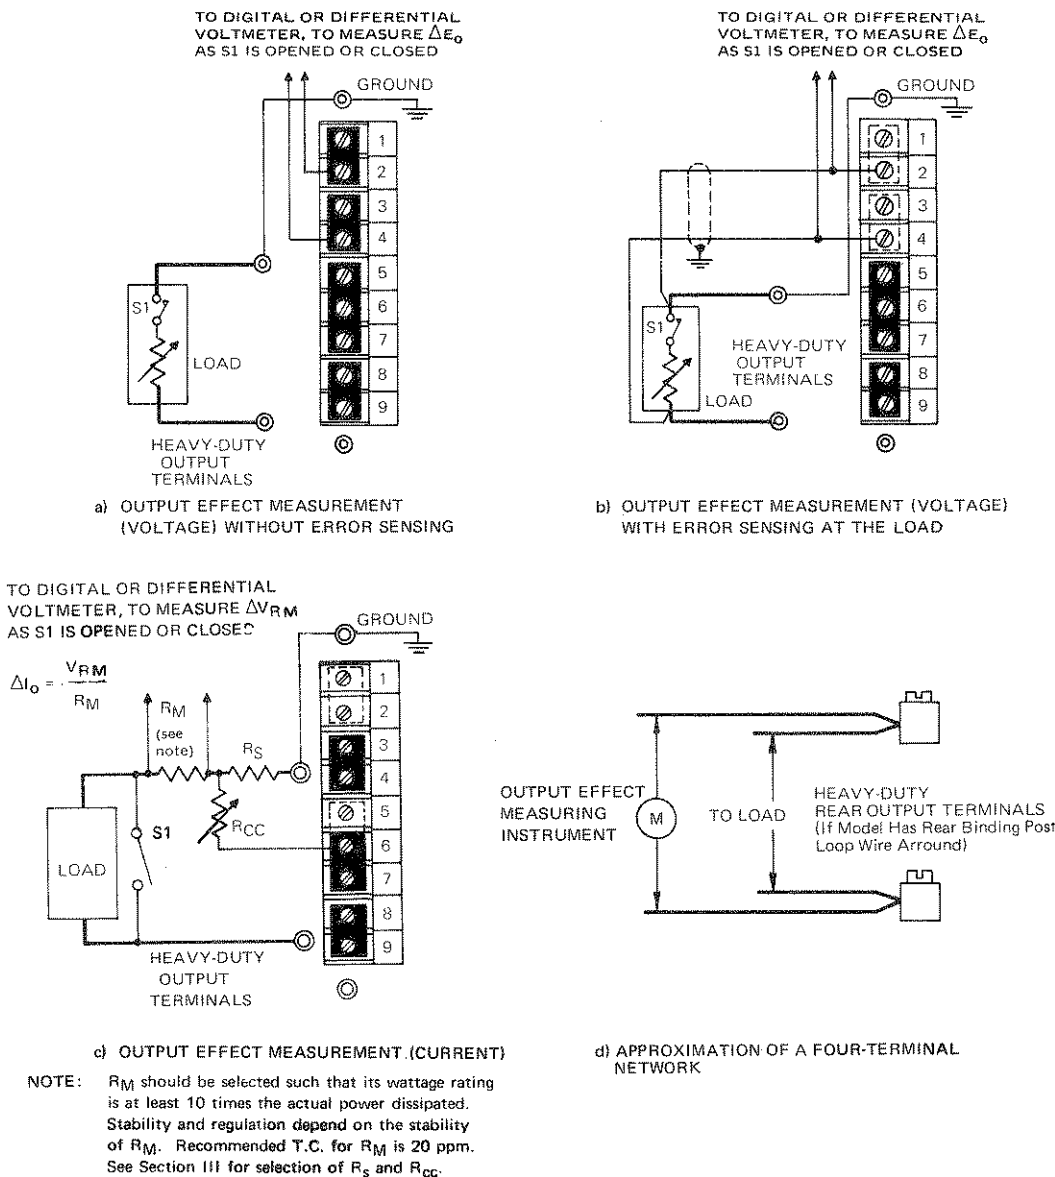 TO DIGITAL OR DIFFERENTIAL
VOLTMETER, TO MEASURE ΔEo
AS S1 IS OPENED OR CLOSED
GROUND
1
2
3
4
5
6
7
8
9
S1
LOAD
HEAVY-DUTY
OUTPUT
TERMINALS
a) OUTPUT EFFECT MEASUREMENT
(VOLTAGE) WITHOUT ERROR SENSING
TO DIGITAL OR DIFFERENTIAL
VOLTMETER, TO MEASURE ΔEo
AS S1 IS OPENED OR CLOSED
GROUND
1
2
3
4
5
6
7
8
9
S1
HEAVY-DUTY
OUTPUT
TERMINALS
LOAD
b) OUTPUT EFFECT MEASUREMENT (VOLTAGE)
WITH ERROR SENSING AT THE LOAD
TO DIGITAL OR DIFFERENTIAL
VOLTMETER, TO MEASURE ΔVRM
AS S1 IS OPENED OR CLOSED
GROUND
ΔIo = VRM / RM
RM
(see
note)
RS
RCC
S1
LOAD
1
2
3
4
5
6
7
8
9
HEAVY-DUTY
OUTPUT
TERMINALS
c) OUTPUT EFFECT MEASUREMENT.(CURRENT)
NOTE: RM should be selected such that its wattage rating
is at least 10 times the actual power dissipated.
Stability and regulation depend on the stability
of RM. Recommended T.C. for RM is 20 ppm.
See Section III for selection of Rs and Rcc.
OUTPUT EFFECT
MEASURING
INSTRUMENT
M
TO LOAD
HEAVY-DUTY
REAR OUTPUT TERMINALS
(If Model Has Rear Binding Post
Loop Wire Arround)
d) APPROXIMATION OF A FOUR-TERMINAL
NETWORK